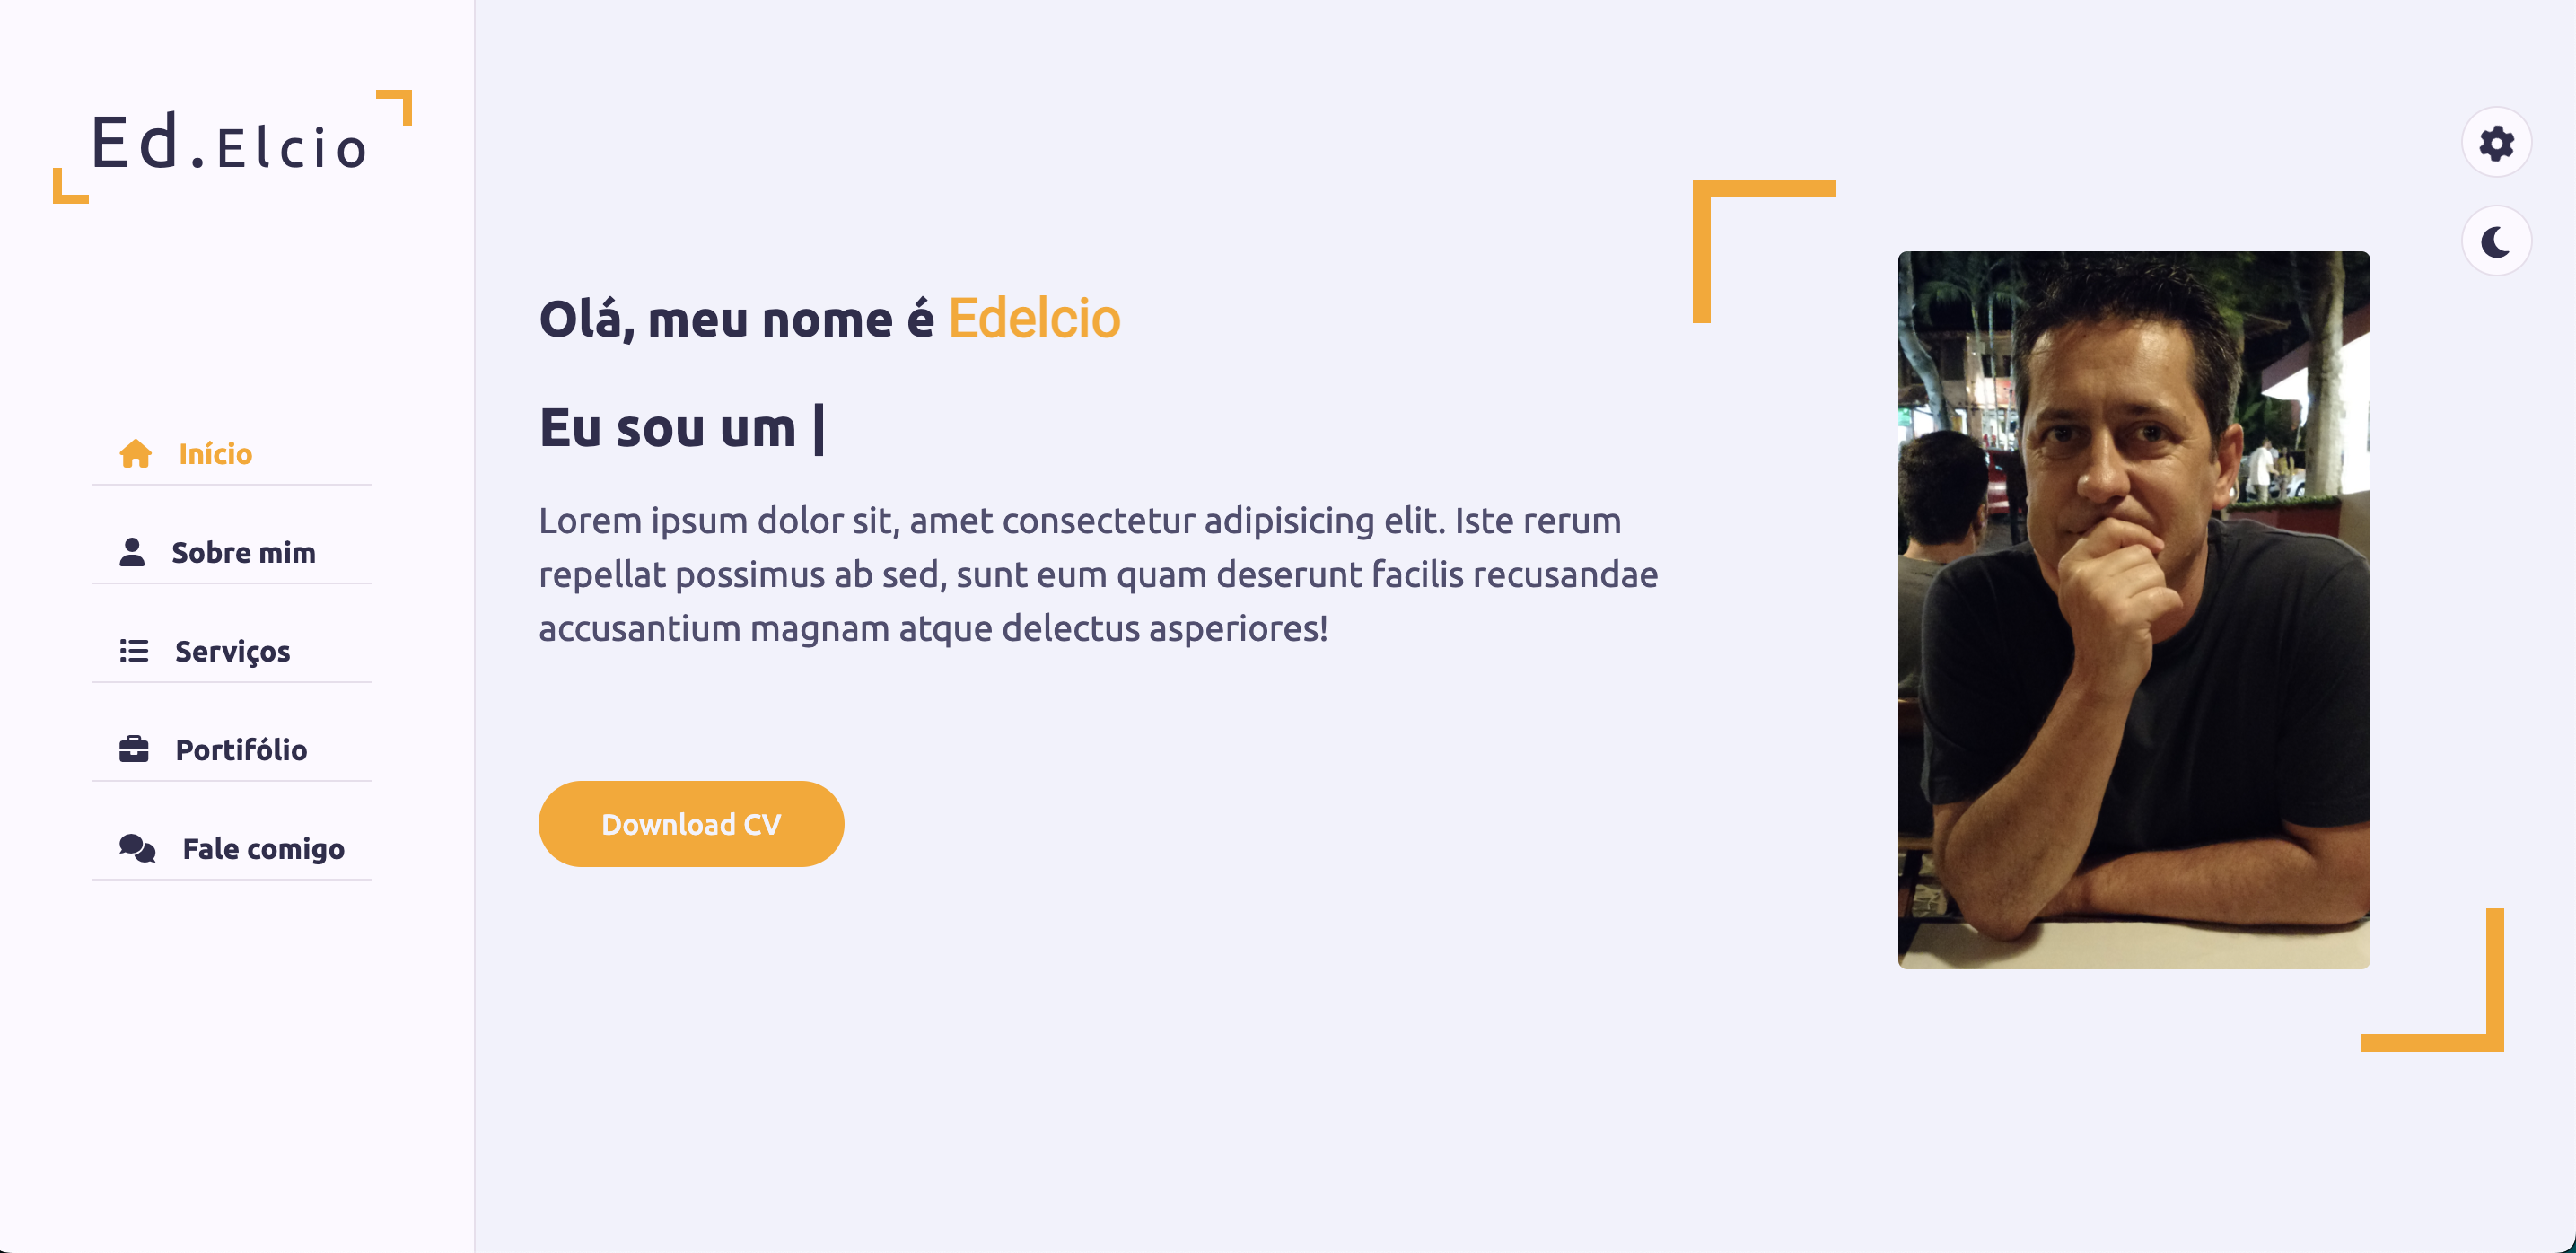 Ed.Elcio
Início
Sobre mim
Serviços
Portifólio
Fale comigo
Olá, meu nome é Edelcio
Eu sou um |
Lorem ipsum dolor sit, amet consectetur adipisicing elit. Iste rerum
repellat possimus ab sed, sunt eum quam deserunt facilis recusandae
accusantium magnam atque delectus asperiores!
Download CV